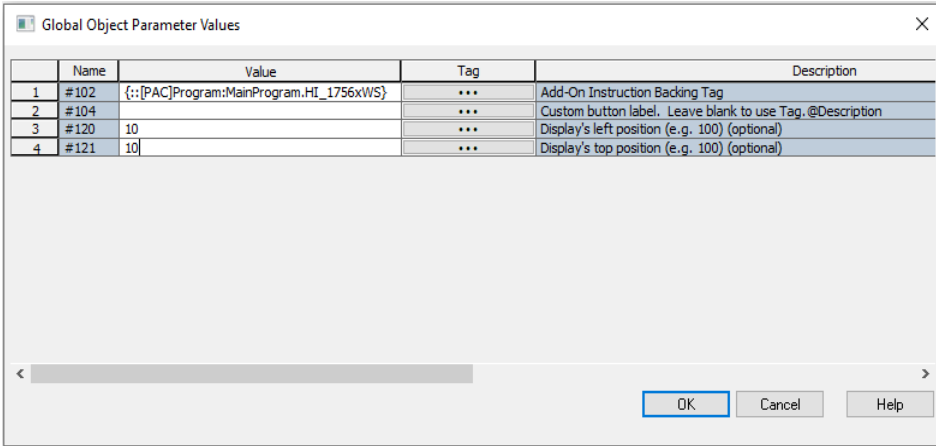 Global Object Parameter Values
Name Value Tag Description
1 #102 {::[PAC]Program:MainProgram.HI_1756xWS} ••• Add-On Instruction Backing Tag
2 #104 ••• Custom button label. Leave blank to use Tag.@Description
3 #120 10 ••• Display's left position (e.g. 100) (optional)
4 #121 10 ••• Display's top position (e.g. 100) (optional)
OK Cancel Help